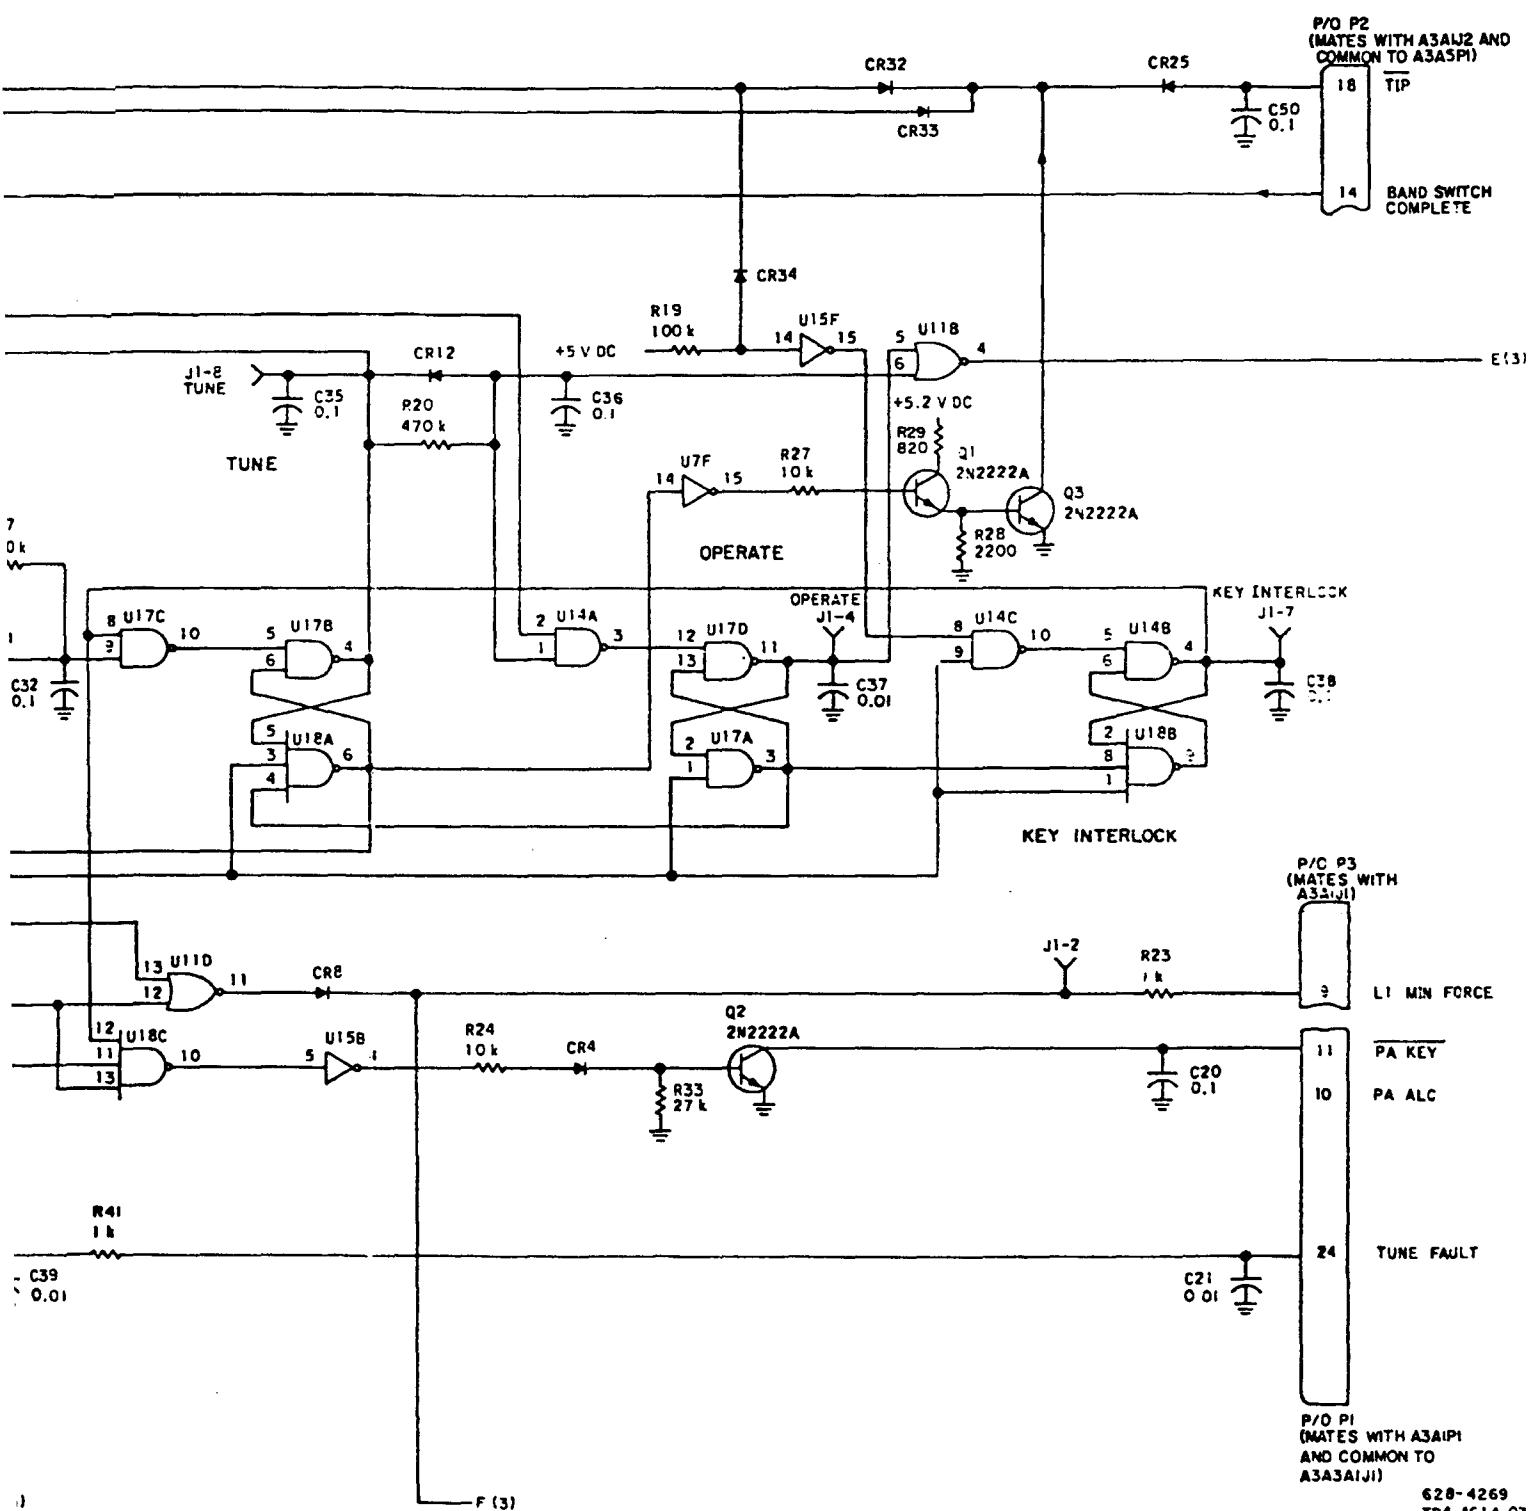 P/O P2
(MATES WITH A3A1J2 AND
COMMON TO A3A5P1)
CR32
CR25
18 TIP
C50
0.1
CR33
14 BAND SWITCH
COMPLETE
CR34
R19
100 k
U15F
14 15
U11B
5
6
4
E(3)
+5 V DC
CR12
J1-8
TUNE
C35
0.1
R20
470 k
C36
0.1
+5.2 V DC
R29
820
Q1
2N2222A
TUNE
U7F
14 15
R27
10 k
Q3
2N2222A
R28
2200
OPERATE
7
0 k
KEY INTERLOCK
J1-7
OPERATE
J1-4
U17C
8
9
10
U17B
5
6
4
U14A
2
1
3
U17D
12
13
11
U14C
8
9
10
U14B
5
6
4
C32
0.1
C37
0.01
C38
U18A
5
3
4
6
U17A
2
1
3
U18B
2
8
1
9
KEY INTERLOCK
P/O P3
(MATES WITH
A3A1J1)
U11D
13
12
11
CR8
J1-2
R23
1 k
9 L1 MIN FORCE
U18C
12
11
13
10
U15B
5
R24
10 k
CR4
R33
27 k
Q2
2N2222A
C20
0.1
11 PA KEY
10 PA ALC
R41
1 k
C39
0.01
C21
0.01
24 TUNE FAULT
P/O P1
(MATES WITH A3A1P1
AND COMMON TO
A3A3A1J1)
F (3)
628-4269